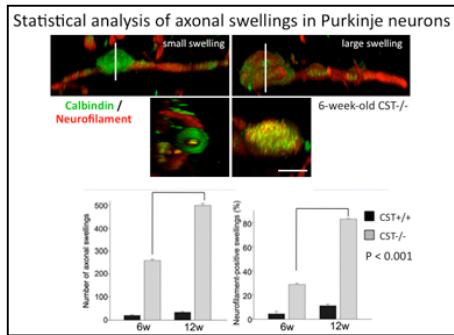 Statistical analysis of axonal swellings in Purkinje neurons
small swelling
large swelling
Calbindin /
Neurofilament
6-week-old CST-/-
Number of axonal swellings
500
400
300
200
100
0
6w
12w
Neurofilament-positive swellings (%)
80
60
40
20
0
6w
12w
CST+/+
CST-/-
P < 0.001